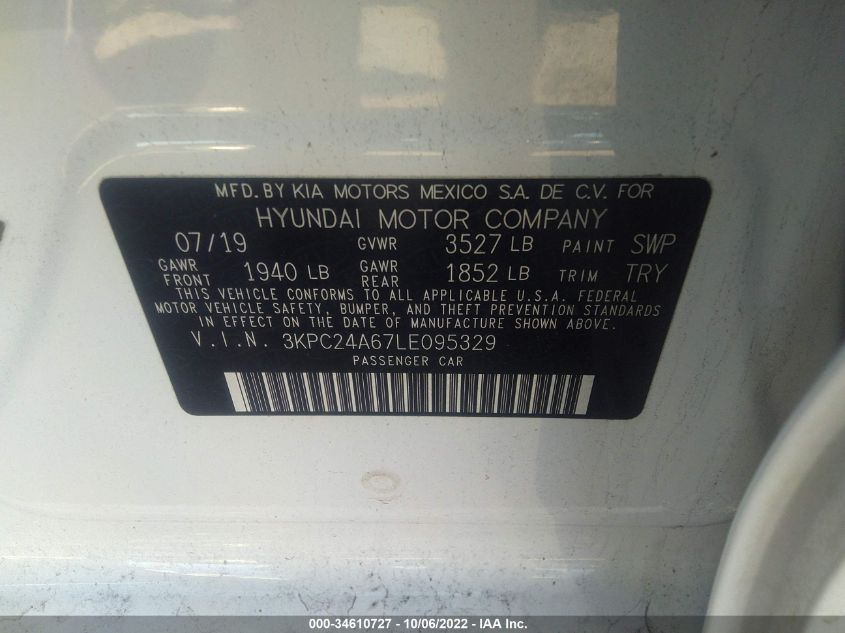 MFD. BY KIA MOTORS MEXICO S.A. DE C.V. FOR
HYUNDAI MOTOR COMPANY
07/19 GVWR 3527 LB PAINT SWP
GAWR FRONT 1940 LB GAWR REAR 1852 LB TRIM TRY
THIS VEHICLE CONFORMS TO ALL APPLICABLE U.S.A. FEDERAL
MOTOR VEHICLE SAFETY, BUMPER, AND THEFT PREVENTION STANDARDS
IN EFFECT ON THE DATE OF MANUFACTURE SHOWN ABOVE.
V.I.N. 3KPC24A67LE095329
PASSENGER CAR
000-34610727 - 10/06/2022 - IAA Inc.